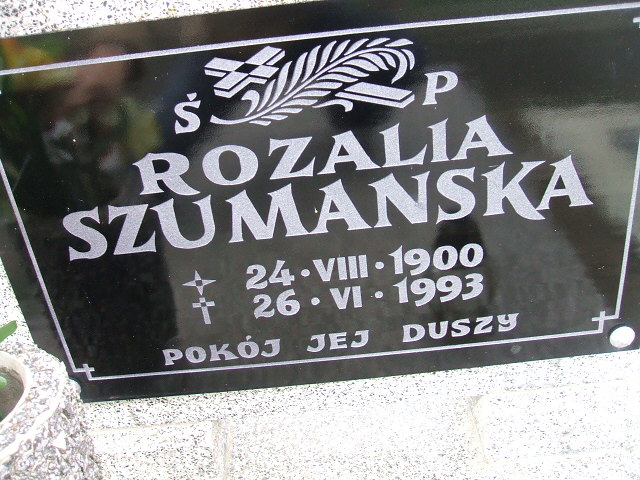 Ś P
ROZALIA
SZUMANSKA
24·VIII·1900
26·VI·1993
POKÓJ JEJ DUSZY